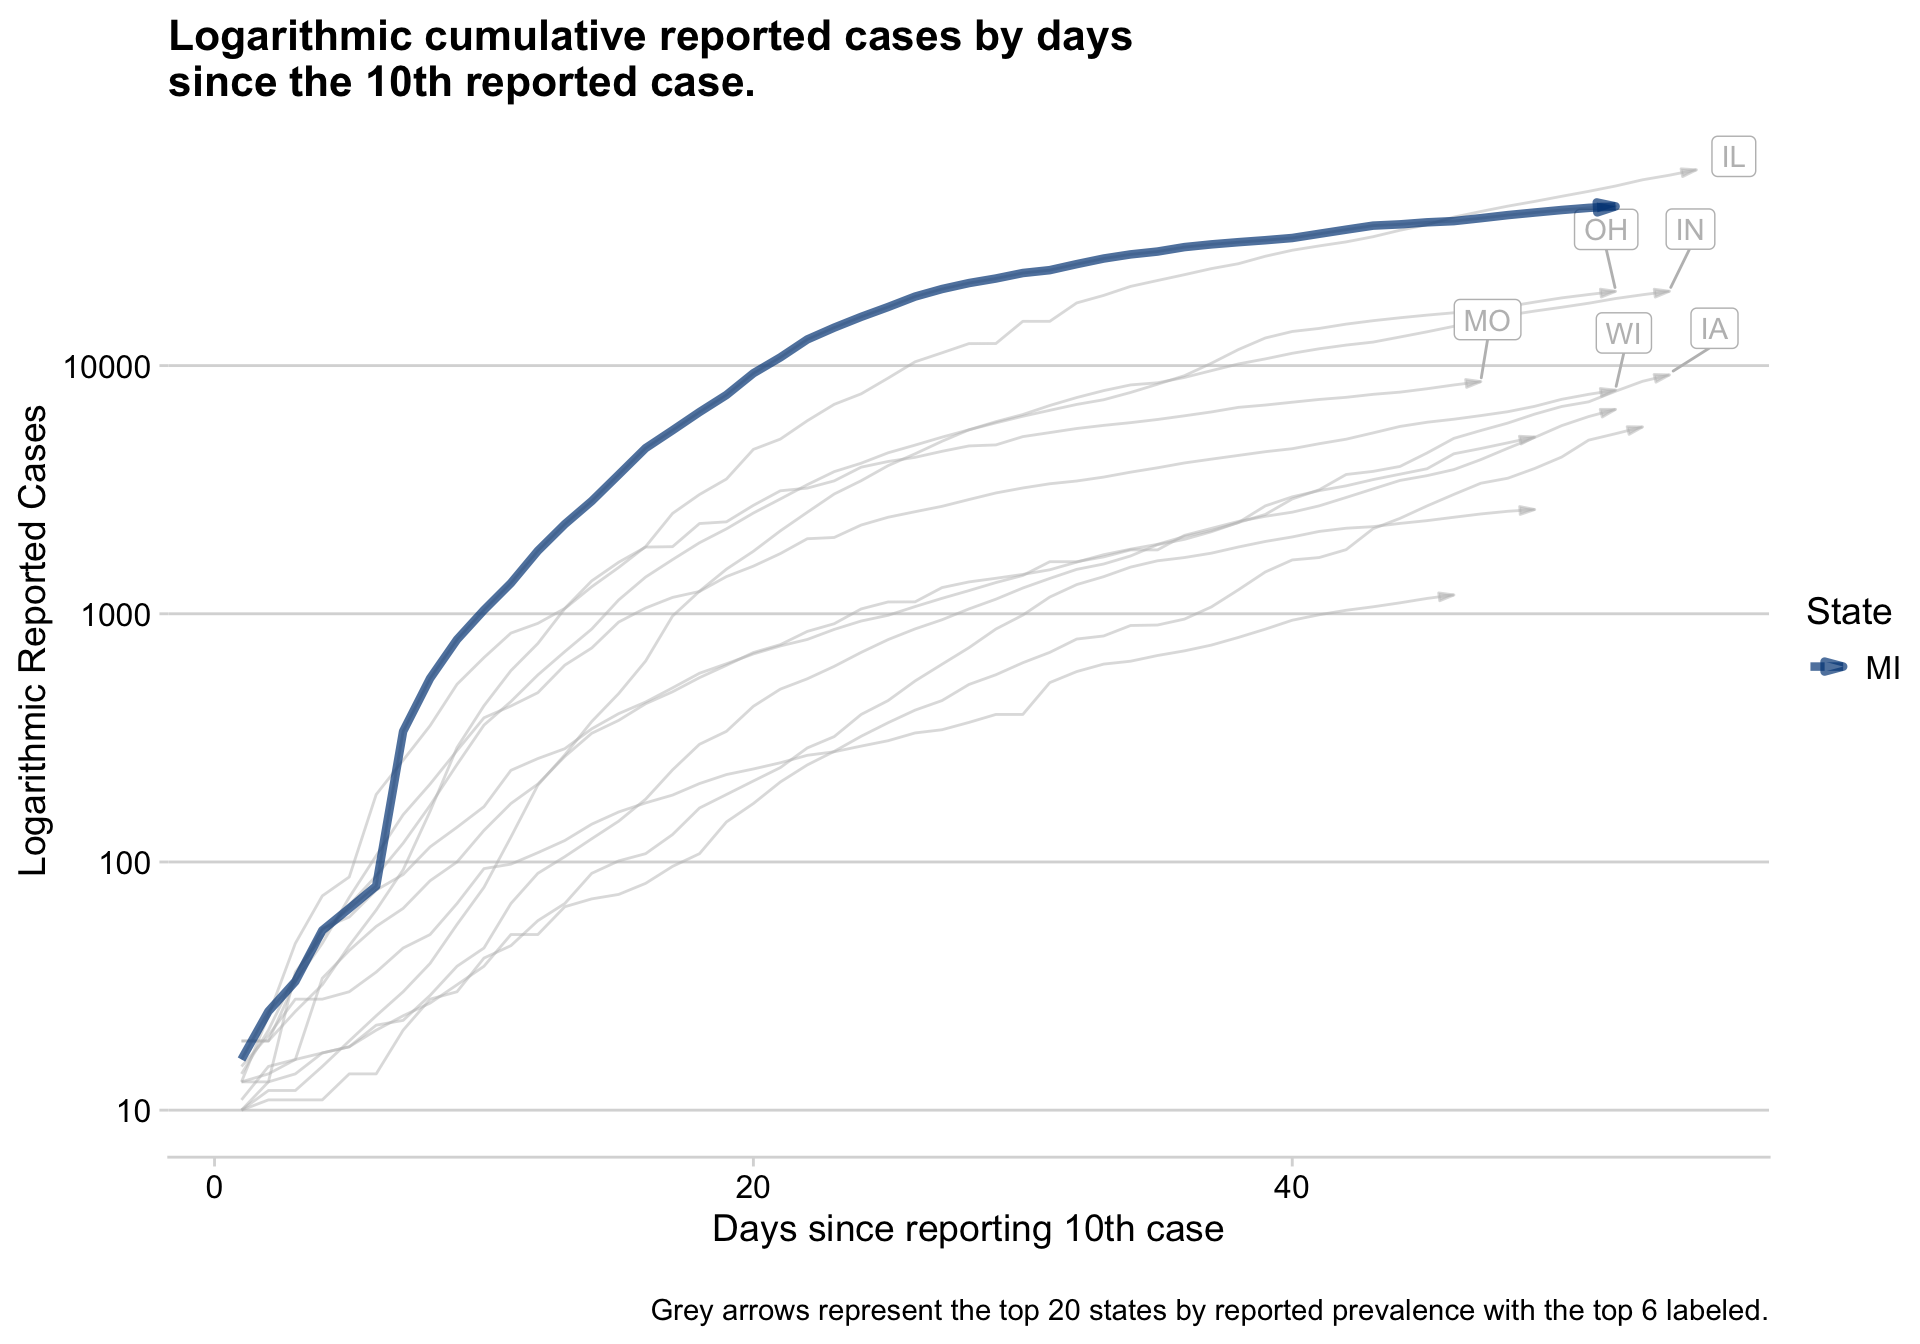 Logarithmic cumulative reported cases by days
since the 10th reported case.
IL
OH
IN
MO
WI
IA
10000
1000
100
10
Logarithmic Reported Cases
State
MI
0
20
40
Days since reporting 10th case
Grey arrows represent the top 20 states by reported prevalence with the top 6 labeled.